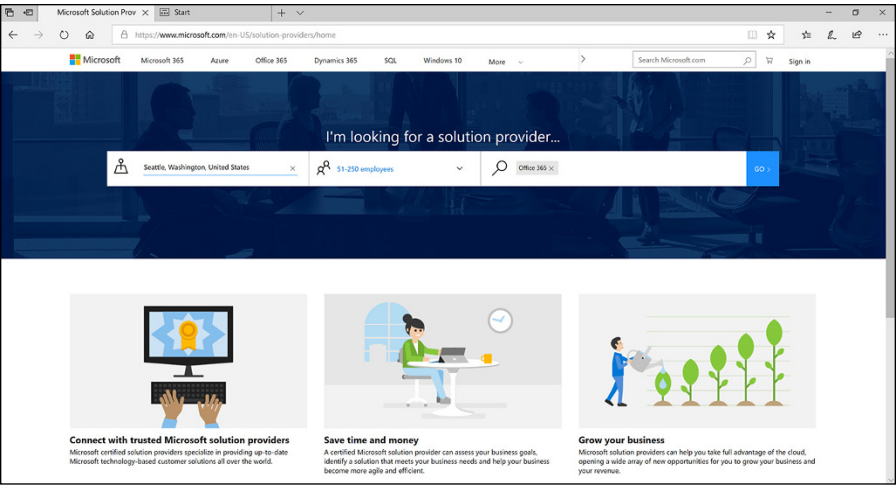 Microsoft Solution Prov
Start
https://www.microsoft.com/en-US/solution-providers/home
Microsoft
Microsoft 365
Azure
Office 365
Dynamics 365
SQL
Windows 10
More
Search Microsoft.com
Sign in
I'm looking for a solution provider...
Seattle, Washington, United States
51-250 employees
Office 365
GO
Connect with trusted Microsoft solution providers
Microsoft certified solution providers specialize in providing up-to-date
Microsoft technology-based customer solutions all over the world.
Save time and money
A certified Microsoft solution provider can assess your business goals,
identify a solution that meets your business needs and help your business
become more agile and efficient.
Grow your business
Microsoft solution providers can help you take full advantage of the cloud,
opening a wide array of new opportunities for you to grow your business and
your revenue.